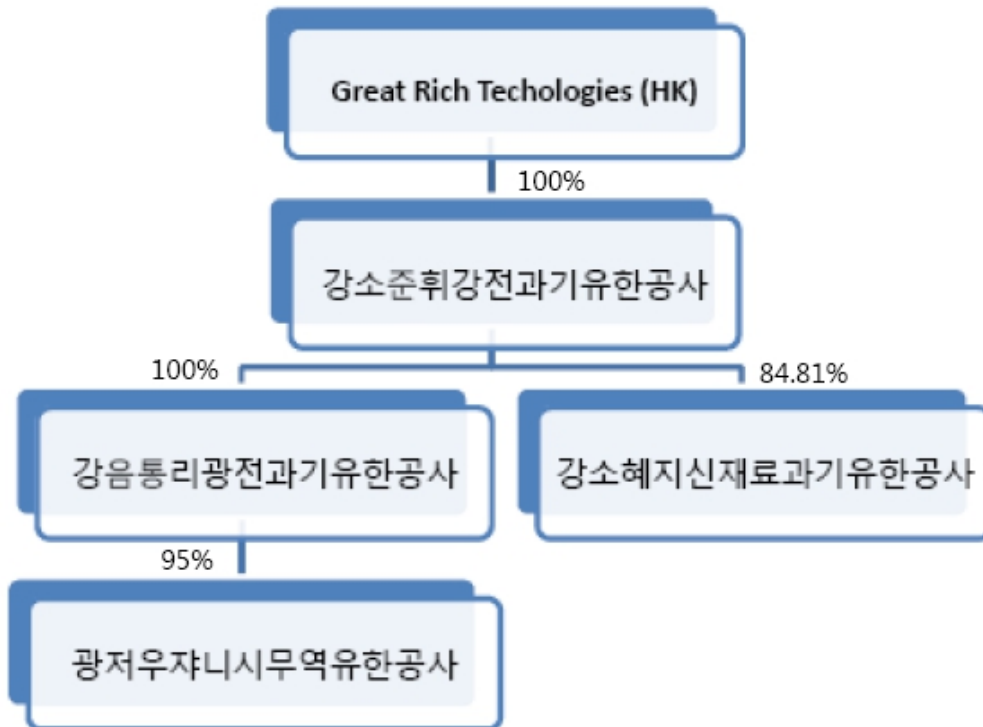 Great Rich Techologies (HK)
100%
강소준휘강전과기유한공사
100%
84.81%
강음통리광전과기유한공사
강소혜지신재료과기유한공사
95%
광저우쟈니시무역유한공사